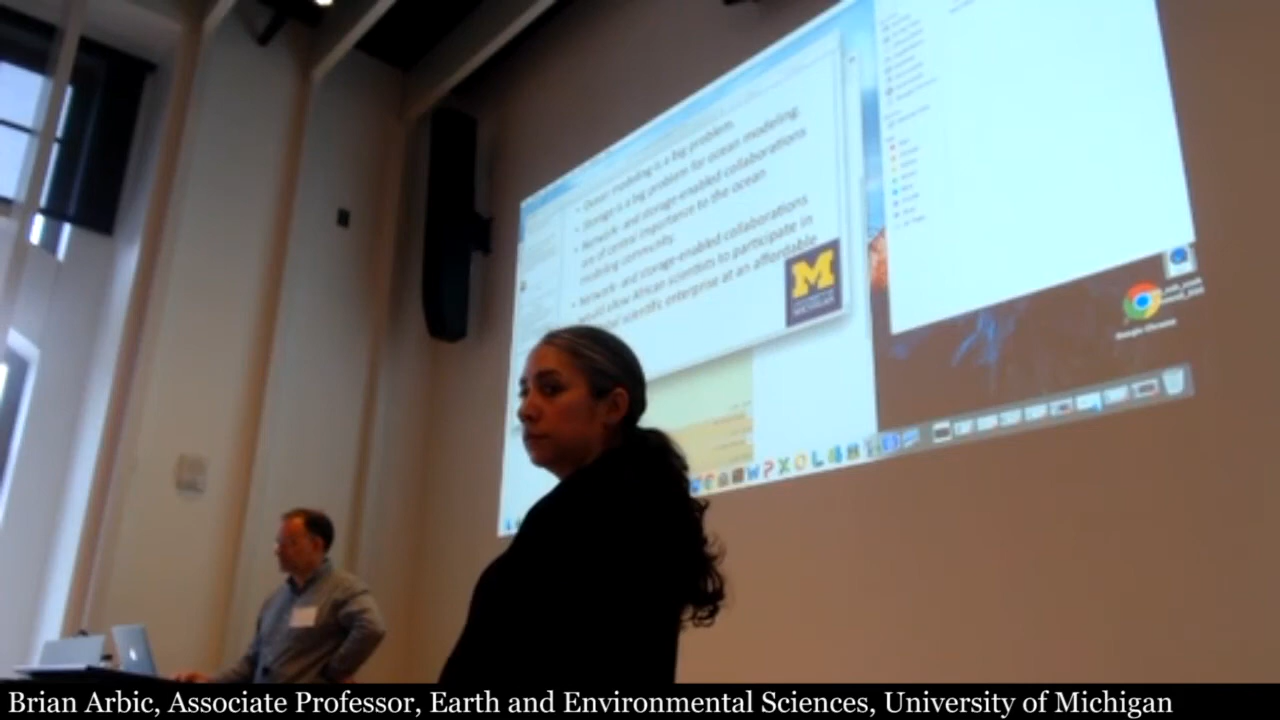 • Ocean modeling is a big problem
• Storage is a big problem for ocean modeling
• Network- and storage-enabled collaborations
are of central importance to the ocean
modeling community
• Network- and storage-enabled collaborations
would allow African scientists to participate in
scientific enterprise at an affordable
M
MICHIGAN
Google Chrome
Brian Arbic, Associate Professor, Earth and Environmental Sciences, University of Michigan